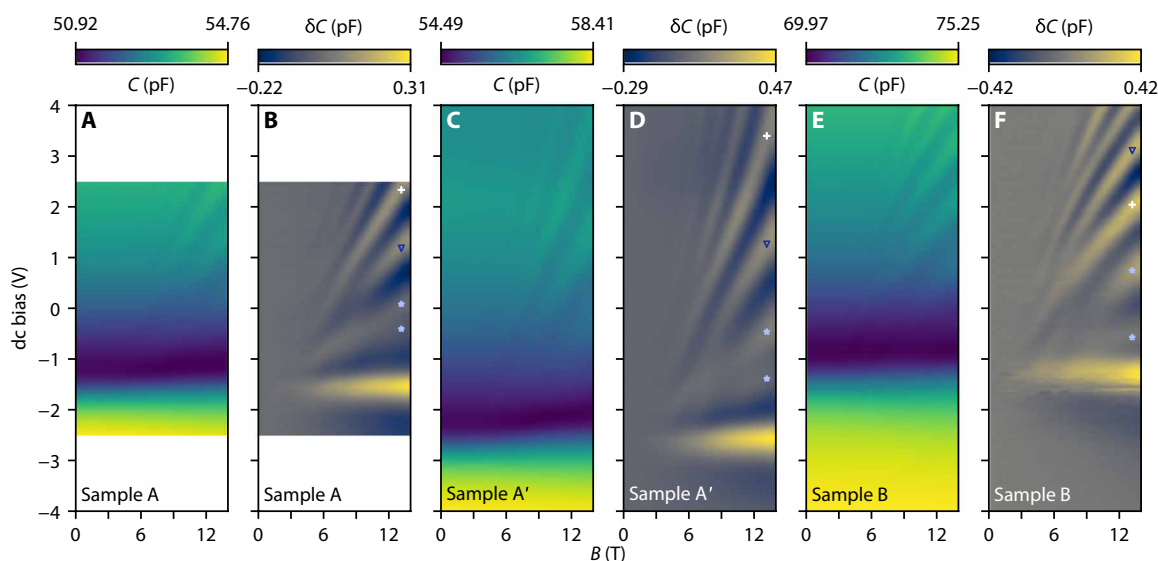 50.92 54.76 δC (pF) 54.49 58.41 δC (pF) 69.97 75.25 δC (pF)
C (pF) −0.22 0.31 C (pF) −0.29 0.47 C (pF) −0.42 0.42
A B C D E F
4
3
2
1
0
−1
−2
−3
−4
dc bias (V)
Sample A Sample A Sample A′ Sample A′ Sample B Sample B
0 6 12 0 6 12 0 6 12 0 6 12 0 6 12 0 6 12
B (T)